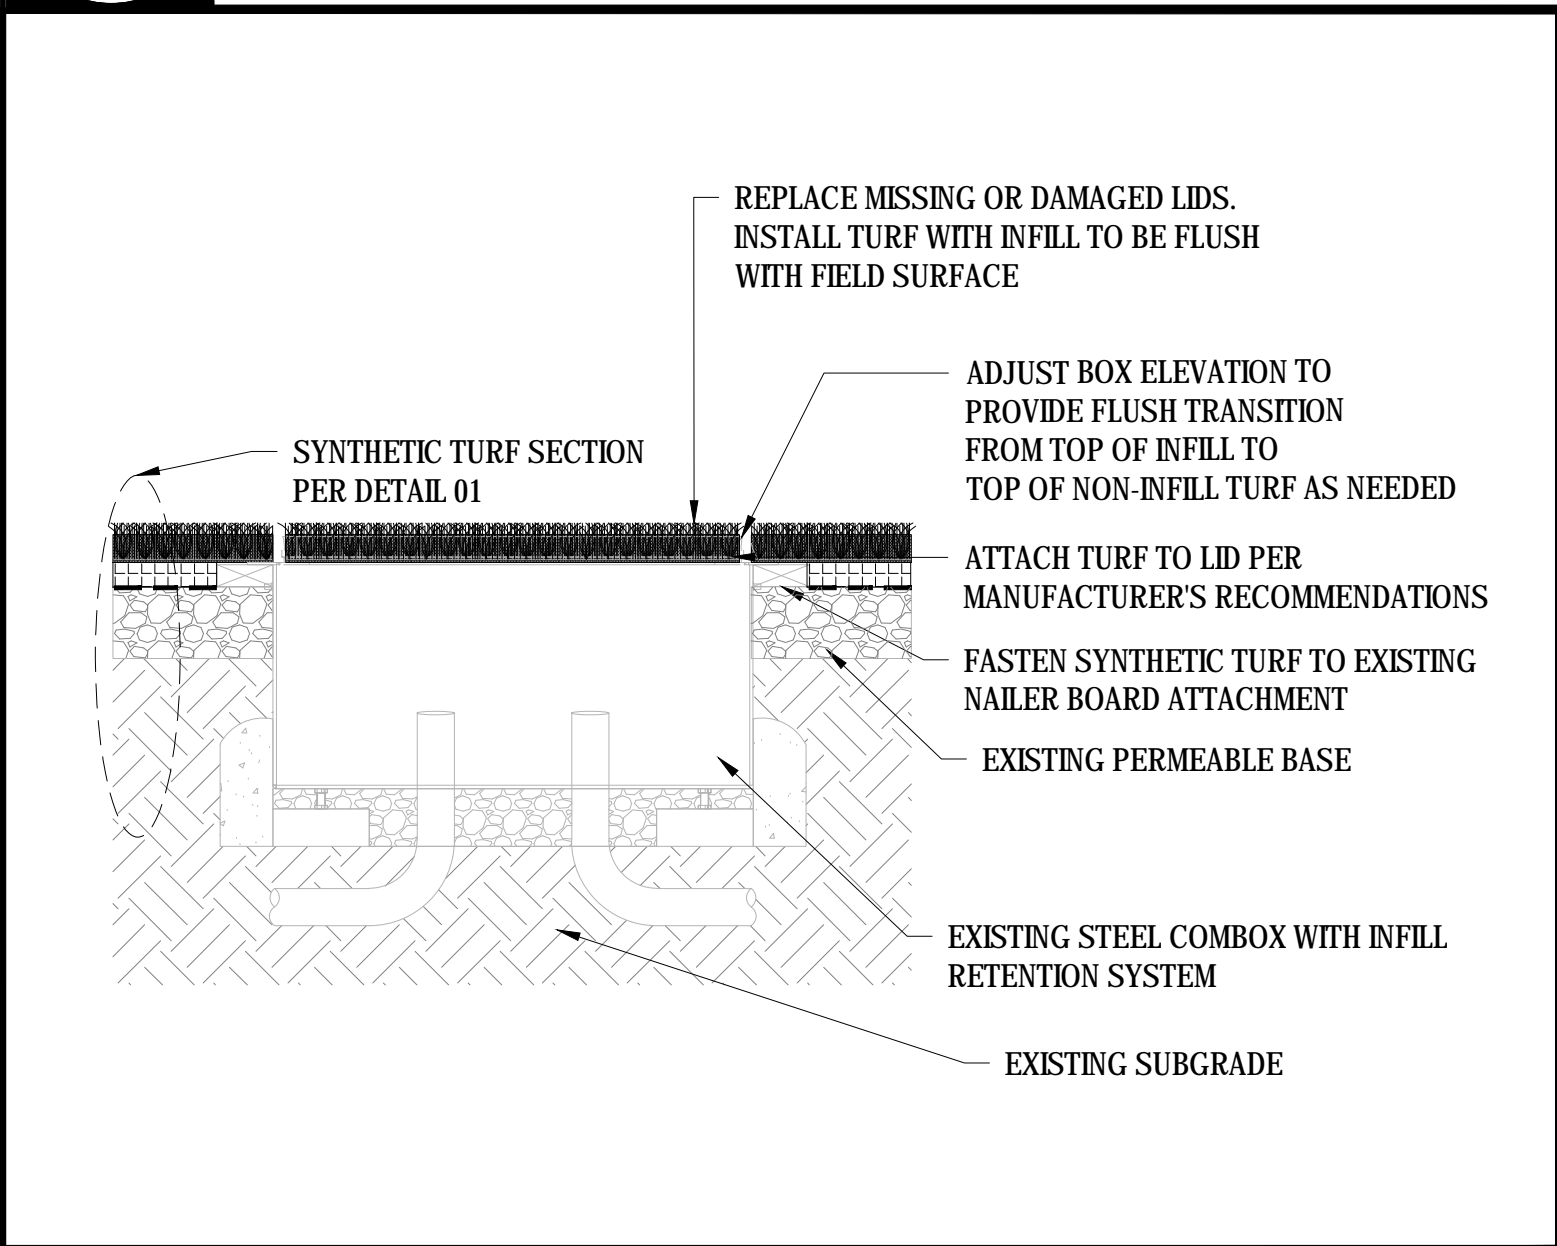 REPLACE MISSING OR DAMAGED LIDS.
INSTALL TURF WITH INFILL TO BE FLUSH
WITH FIELD SURFACE
ADJUST BOX ELEVATION TO
PROVIDE FLUSH TRANSITION
FROM TOP OF INFILL TO
TOP OF NON-INFILL TURF AS NEEDED
SYNTHETIC TURF SECTION
PER DETAIL 01
ATTACH TURF TO LID PER
MANUFACTURER'S RECOMMENDATIONS
FASTEN SYNTHETIC TURF TO EXISTING
NAILER BOARD ATTACHMENT
EXISTING PERMEABLE BASE
EXISTING STEEL COMBOX WITH INFILL
RETENTION SYSTEM
EXISTING SUBGRADE